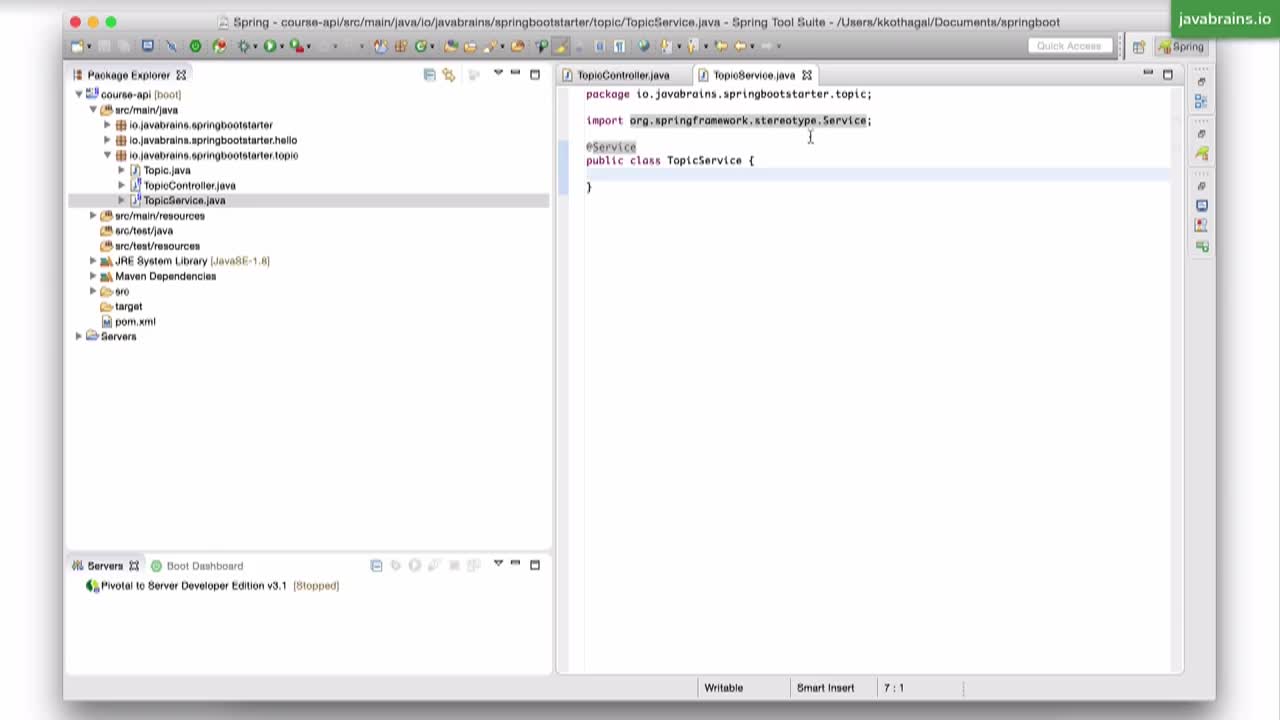 javabrains.io
Spring - course-api/src/main/java/io/javabrains/springbootstarter/topic/TopicService.java - Spring Tool Suite - /Users/kkothagal/Documents/springboot
Quick Access
Spring
Package Explorer
course-api [boot]
src/main/java
io.javabrains.springbootstarter
io.javabrains.springbootstarter.hello
io.javabrains.springbootstarter.topic
Topic.java
TopicController.java
TopicService.java
src/main/resources
src/test/java
src/test/resources
JRE System Library [JavaSE-1.8]
Maven Dependencies
src
target
pom.xml
Servers
Servers
Boot Dashboard
Pivotal tc Server Developer Edition v3.1 [Stopped]
TopicController.java
TopicService.java
package io.javabrains.springbootstarter.topic;
import org.springframework.stereotype.Service;
@Service
public class TopicService {
}
Writable
Smart Insert
7 : 1